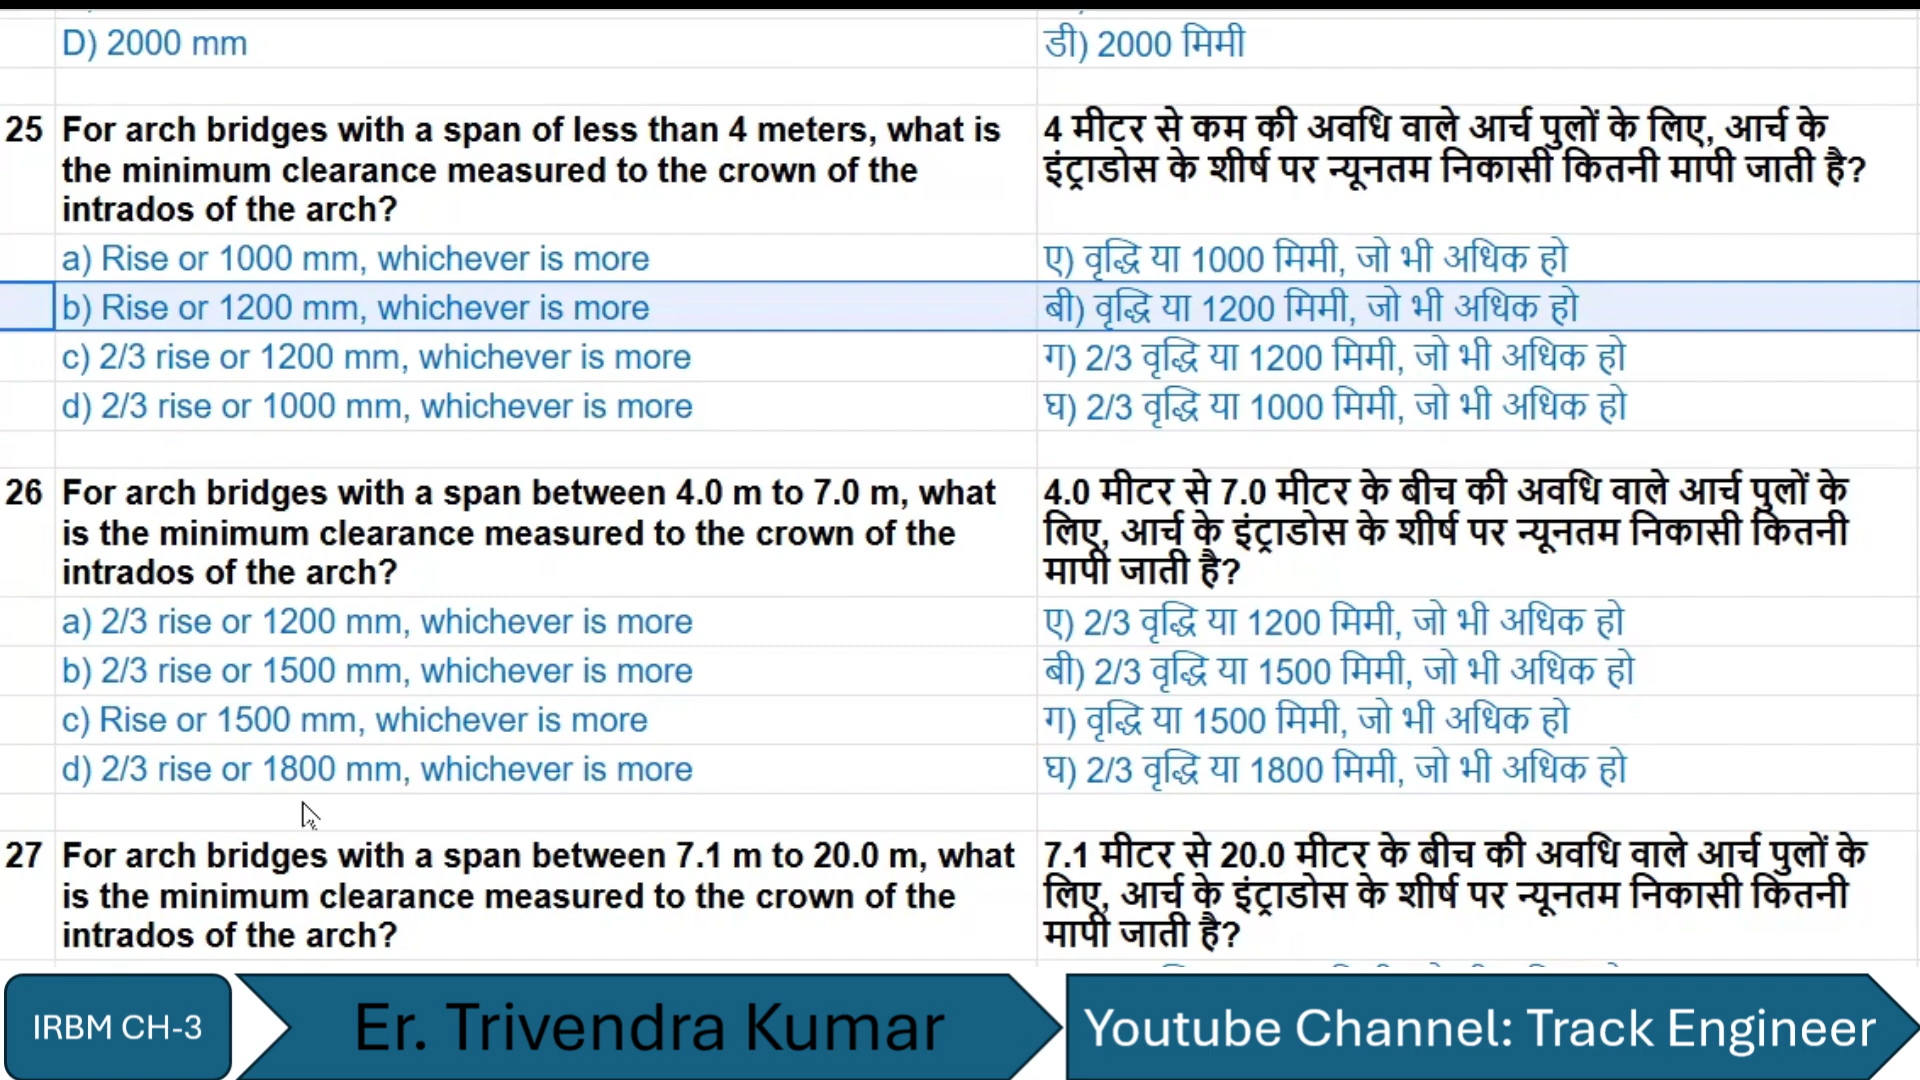 D) 2000 mm
डी) 2000 मिमी
25 For arch bridges with a span of less than 4 meters, what is
the minimum clearance measured to the crown of the
intrados of the arch?
4 मीटर से कम की अवधि वाले आर्च पुलों के लिए, आर्च के
इंट्राडोस के शीर्ष पर न्यूनतम निकासी कितनी मापी जाती है?
a) Rise or 1000 mm, whichever is more
ए) वृद्धि या 1000 मिमी, जो भी अधिक हो
b) Rise or 1200 mm, whichever is more
बी) वृद्धि या 1200 मिमी, जो भी अधिक हो
c) 2/3 rise or 1200 mm, whichever is more
ग) 2/3 वृद्धि या 1200 मिमी, जो भी अधिक हो
d) 2/3 rise or 1000 mm, whichever is more
घ) 2/3 वृद्धि या 1000 मिमी, जो भी अधिक हो
26 For arch bridges with a span between 4.0 m to 7.0 m, what
is the minimum clearance measured to the crown of the
intrados of the arch?
4.0 मीटर से 7.0 मीटर के बीच की अवधि वाले आर्च पुलों के
लिए, आर्च के इंट्राडोस के शीर्ष पर न्यूनतम निकासी कितनी
मापी जाती है?
a) 2/3 rise or 1200 mm, whichever is more
ए) 2/3 वृद्धि या 1200 मिमी, जो भी अधिक हो
b) 2/3 rise or 1500 mm, whichever is more
बी) 2/3 वृद्धि या 1500 मिमी, जो भी अधिक हो
c) Rise or 1500 mm, whichever is more
ग) वृद्धि या 1500 मिमी, जो भी अधिक हो
d) 2/3 rise or 1800 mm, whichever is more
घ) 2/3 वृद्धि या 1800 मिमी, जो भी अधिक हो
27 For arch bridges with a span between 7.1 m to 20.0 m, what
is the minimum clearance measured to the crown of the
intrados of the arch?
7.1 मीटर से 20.0 मीटर के बीच की अवधि वाले आर्च पुलों के
लिए, आर्च के इंट्राडोस के शीर्ष पर न्यूनतम निकासी कितनी
मापी जाती है?
IRBM CH-3
Er. Trivendra Kumar
Youtube Channel: Track Engineer